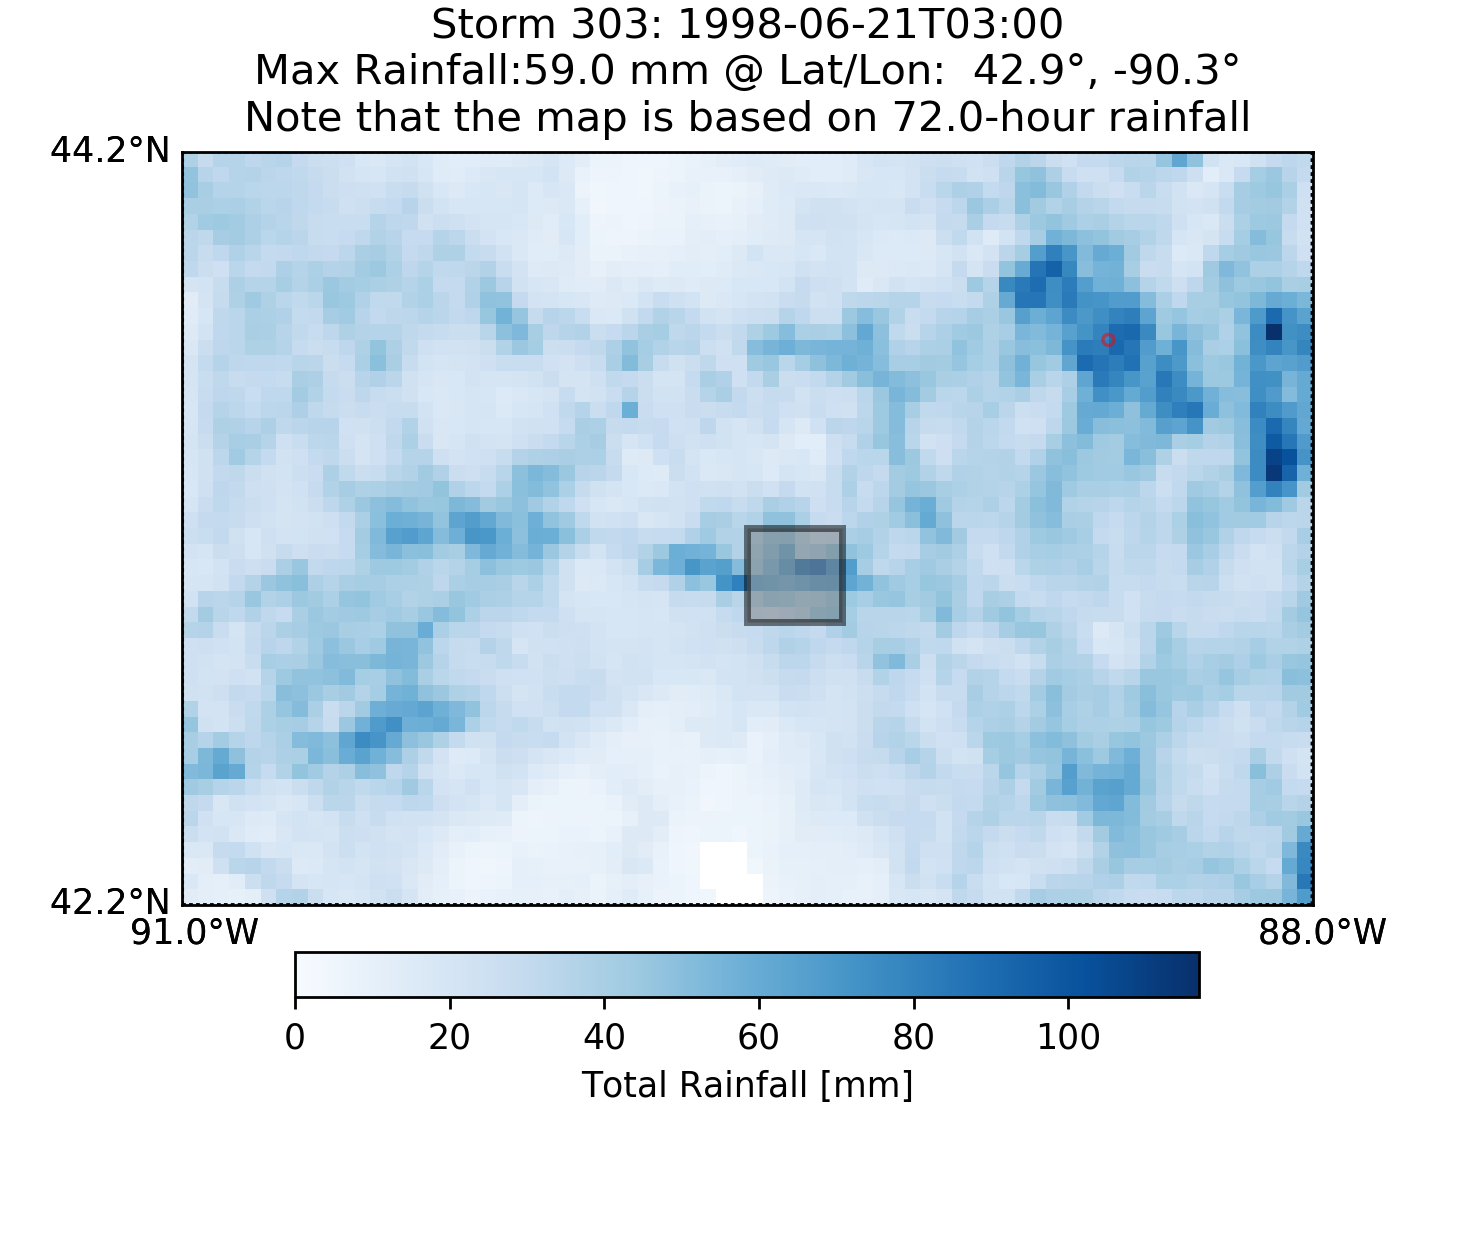 Storm 303: 1998-06-21T03:00
Max Rainfall:59.0 mm @ Lat/Lon:  42.9°, -90.3°
Note that the map is based on 72.0-hour rainfall
44.2°N
42.2°N
91.0°W 88.0°W
0 20 40 60 80 100
Total Rainfall [mm]